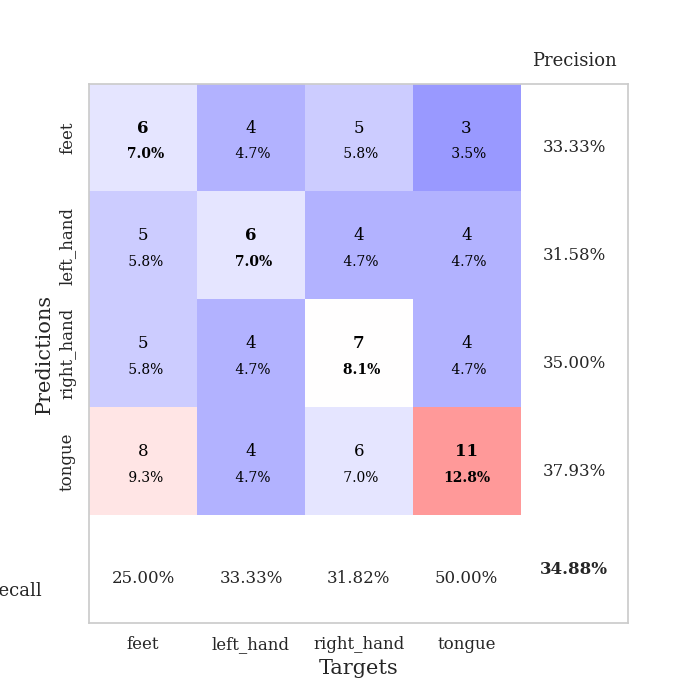 Precision
feet 6 4 5 3 33.33%
7.0% 4.7% 5.8% 3.5%
left_hand 5 6 4 4 31.58%
5.8% 7.0% 4.7% 4.7%
Predictions
right_hand 5 4 7 4 35.00%
5.8% 4.7% 8.1% 4.7%
tongue 8 4 6 11 37.93%
9.3% 4.7% 7.0% 12.8%
ecall 25.00% 33.33% 31.82% 50.00% 34.88%
feet left_hand right_hand tongue
Targets